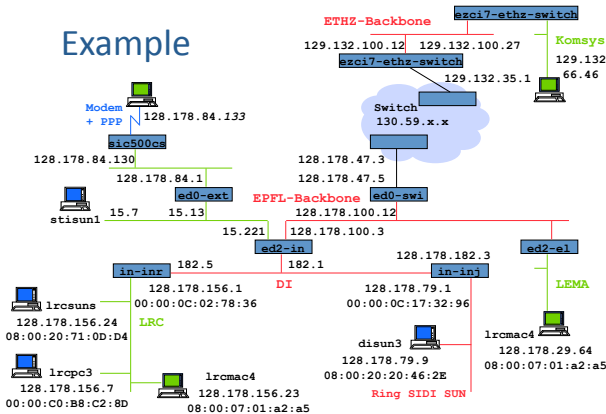 Example
ETHZ-Backbone
ezci7-ethz-switch
129.132.100.12
129.132.100.27
Komsys
ezci7-ethz-switch
129.132
66.46
129.132.35.1
Modem
+ PPP
128.178.84.133
Switch
130.59.x.x
sic500cs
128.178.84.130
128.178.47.3
128.178.84.1
128.178.47.5
ed0-ext
EPFL-Backbone
ed0-swi
stisun1
15.7
15.13
128.178.100.12
15.221
128.178.100.3
ed2-in
ed2-el
182.5
182.1
128.178.182.3
in-inr
DI
in-inj
128.178.156.1
00:00:0C:02:78:36
128.178.79.1
00:00:0C:17:32:96
LEMA
lrcsuns
128.178.156.24
08:00:20:71:0D:D4
LRC
disun3
128.178.79.9
08:00:20:20:46:2E
lrcmac4
128.178.29.64
08:00:07:01:a2:a5
lrcpc3
128.178.156.7
00:00:C0:B8:C2:8D
lrcmac4
128.178.156.23
08:00:07:01:a2:a5
Ring SIDI SUN